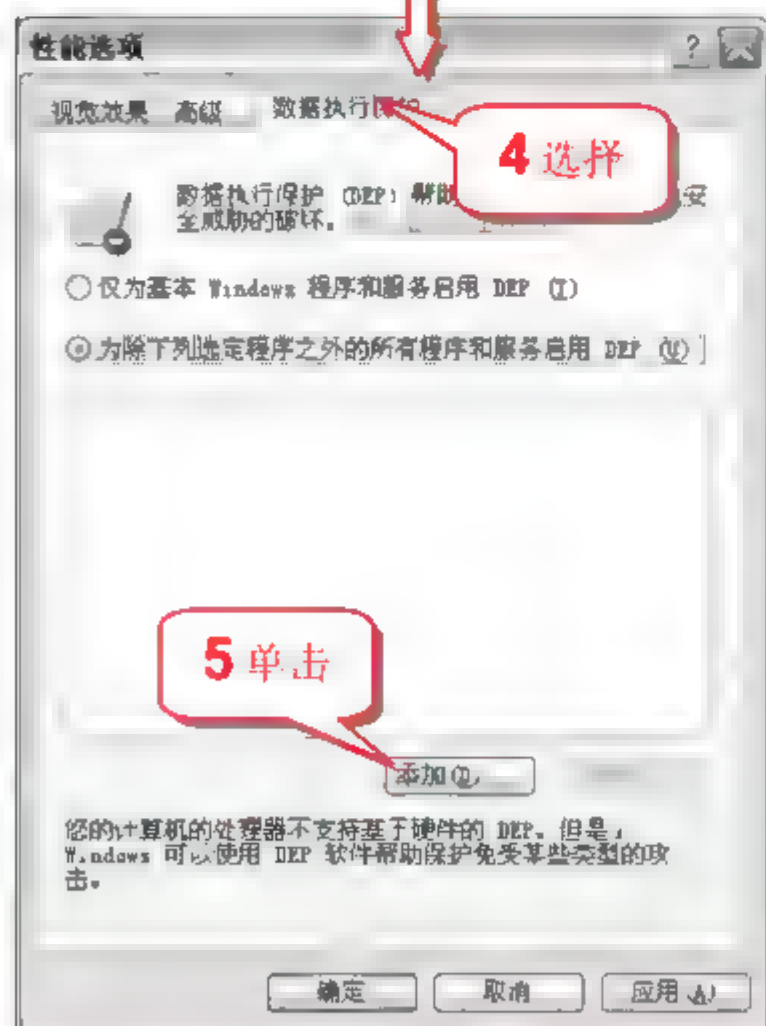 性能选项
视觉效果 高级 数据执行保护
4 选择
数据执行保护 (DEP) 帮助 安
全威胁的破坏。
仅为基本 Windows 程序和服务启用 DEP (T)
为除下列选定程序之外的所有程序和服务启用 DEP (U)
5 单击
添加(D)...
您的计算机的处理器不支持基于硬件的 DEP。但是,
Windows 可以使用 DEP 软件帮助保护免受某些类型的攻
击。
确定 取消 应用(A)